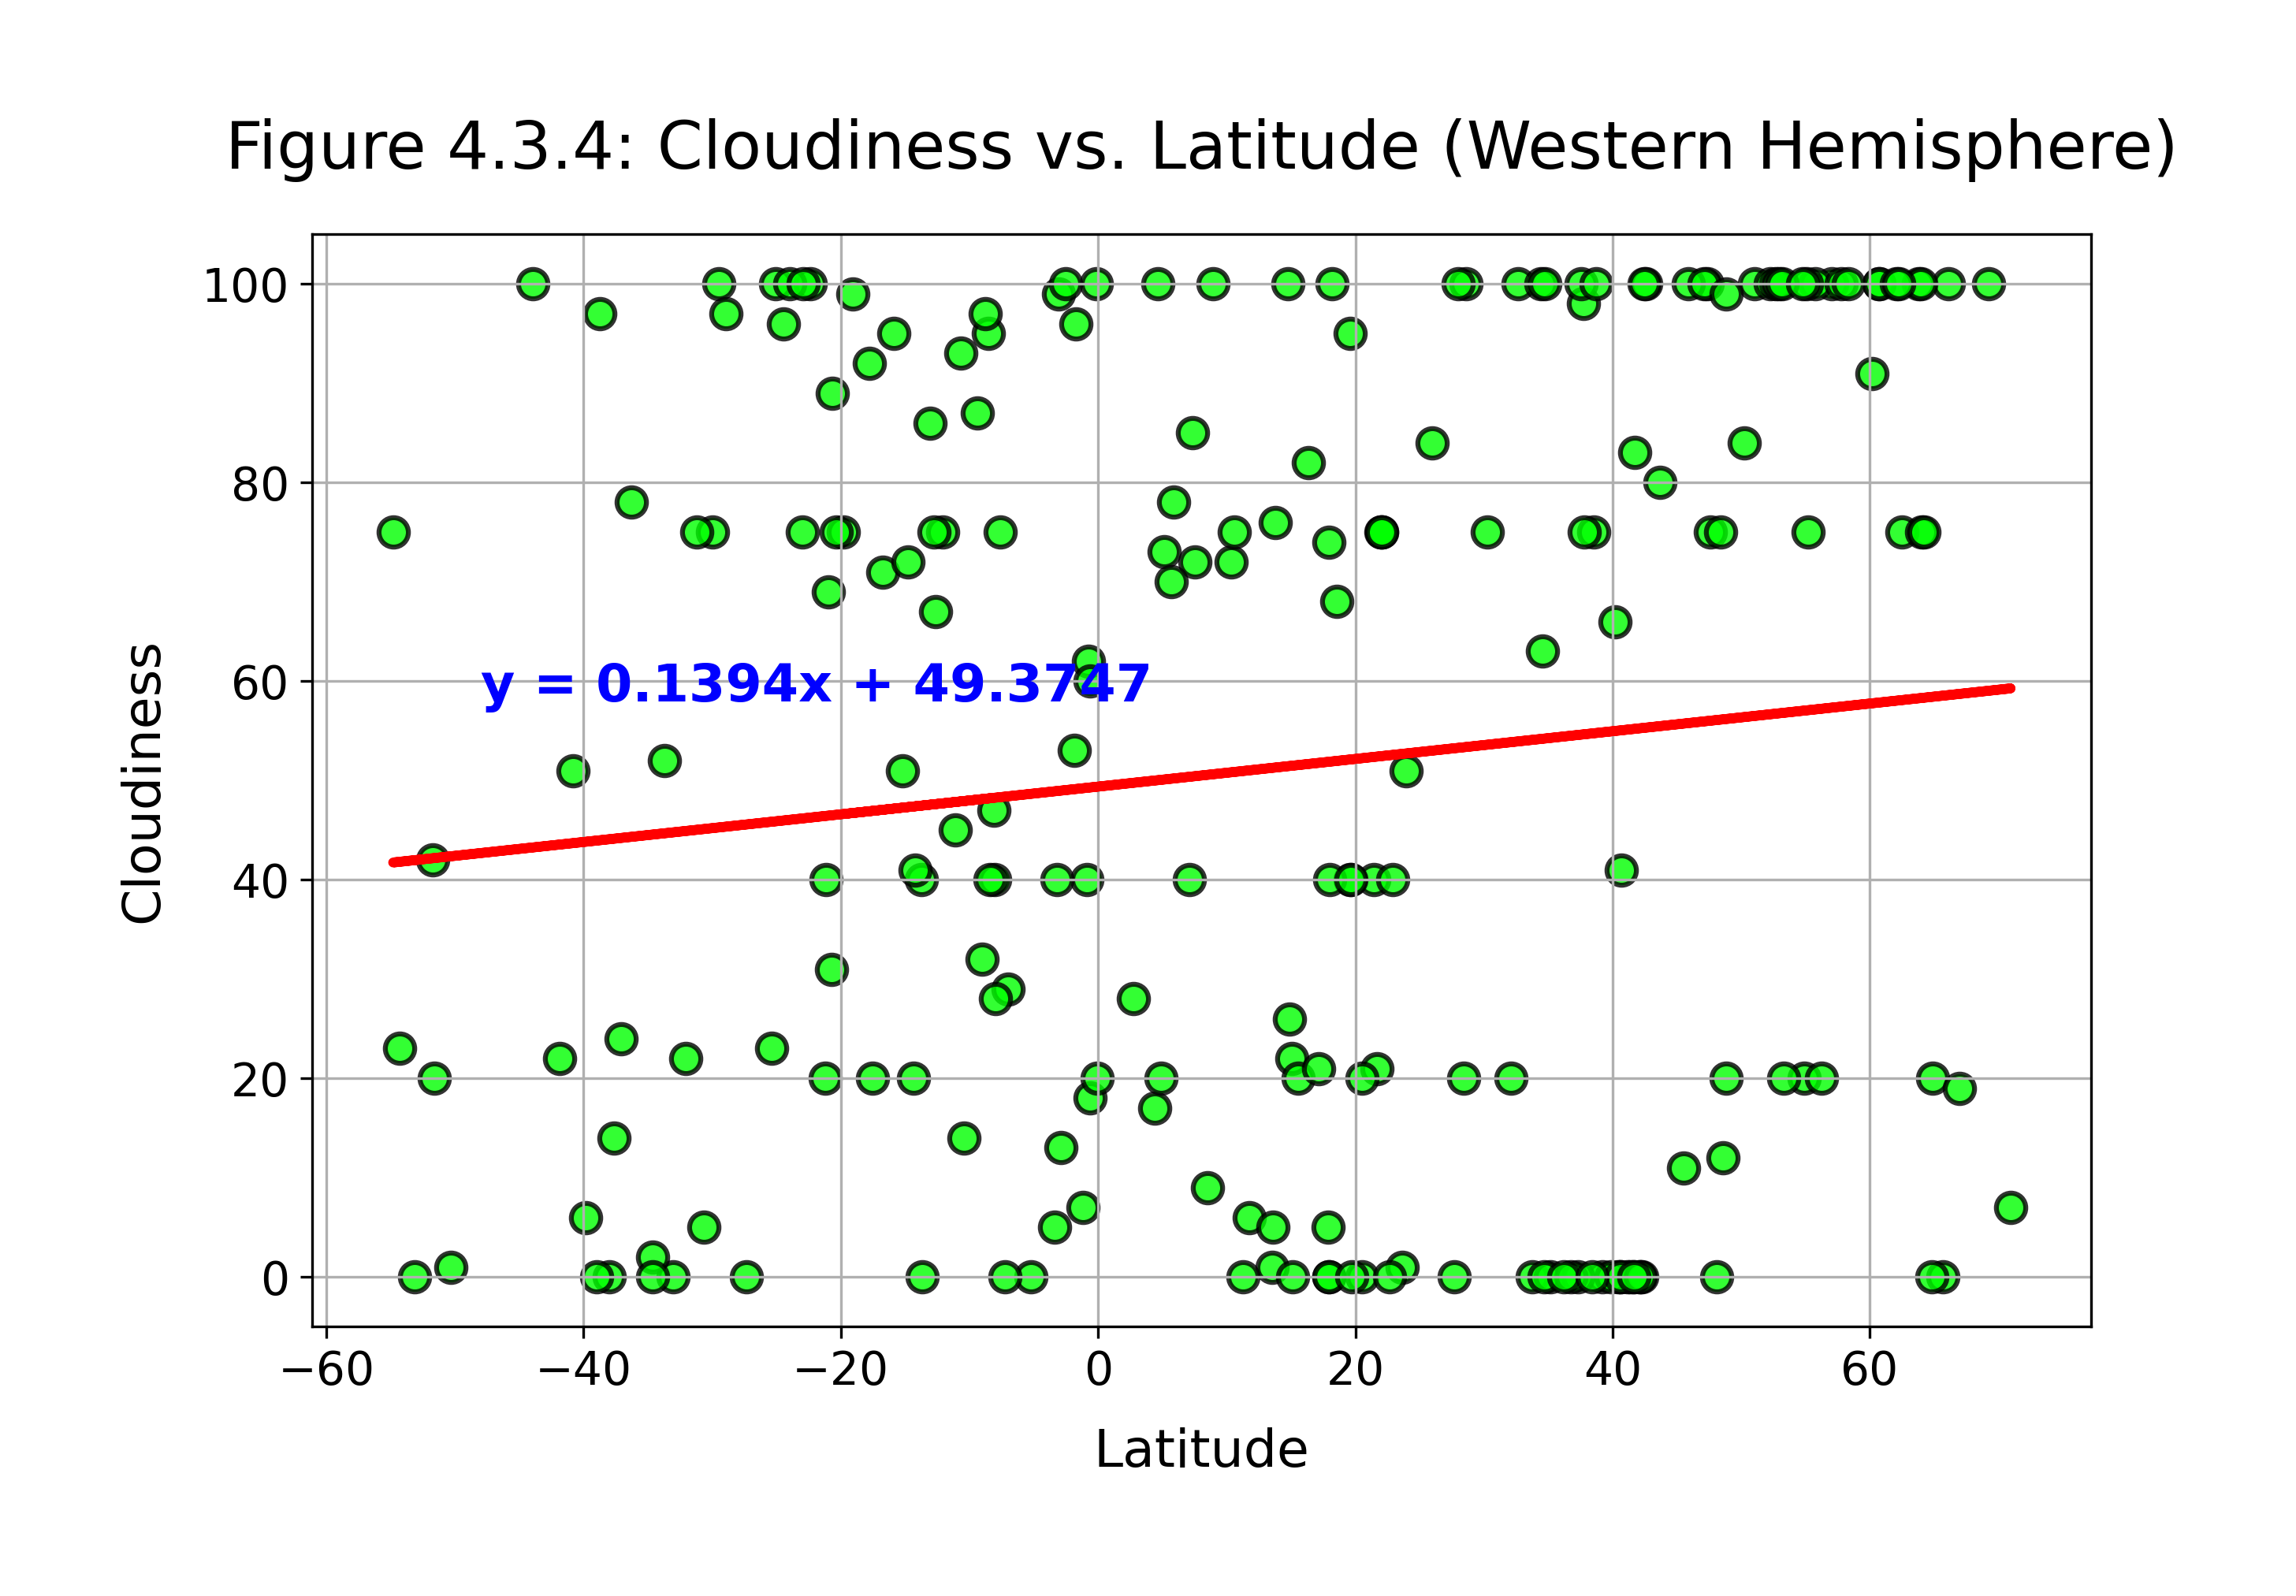 Figure 4.3.4: Cloudiness vs. Latitude (Western Hemisphere)
100
80
60
40
20
0
Cloudiness
y = 0.1394x + 49.3747
−60 −40 −20 0 20 40 60
Latitude